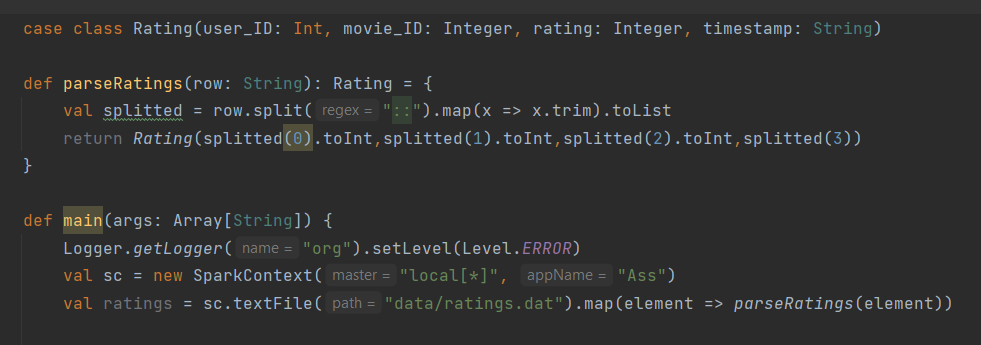 case class Rating(user_ID: Int, movie_ID: Integer, rating: Integer, timestamp: String)
def parseRatings(row: String): Rating = {
val splitted = row.split( regex = "::").map(x => x.trim).toList
return Rating(splitted(0).toInt,splitted(1).toInt,splitted(2).toInt,splitted(3))
}
def main(args: Array[String]) {
Logger.getLogger( name = "org").setLevel(Level.ERROR)
val sc = new SparkContext( master = "local[*]", appName = "Ass")
val ratings = sc.textFile( path = "data/ratings.dat").map(element => parseRatings(element))